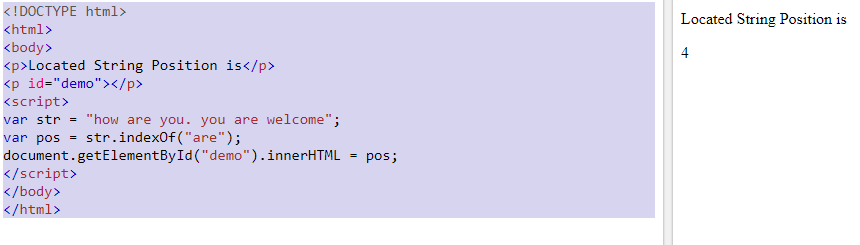 <!DOCTYPE html>
<html>
<body>
<p>Located String Position is</p>
<p id="demo"></p>
<script>
var str = "how are you. you are welcome";
var pos = str.indexOf("are");
document.getElementById("demo").innerHTML = pos;
</script>
</body>
</html>
Located String Position is
4